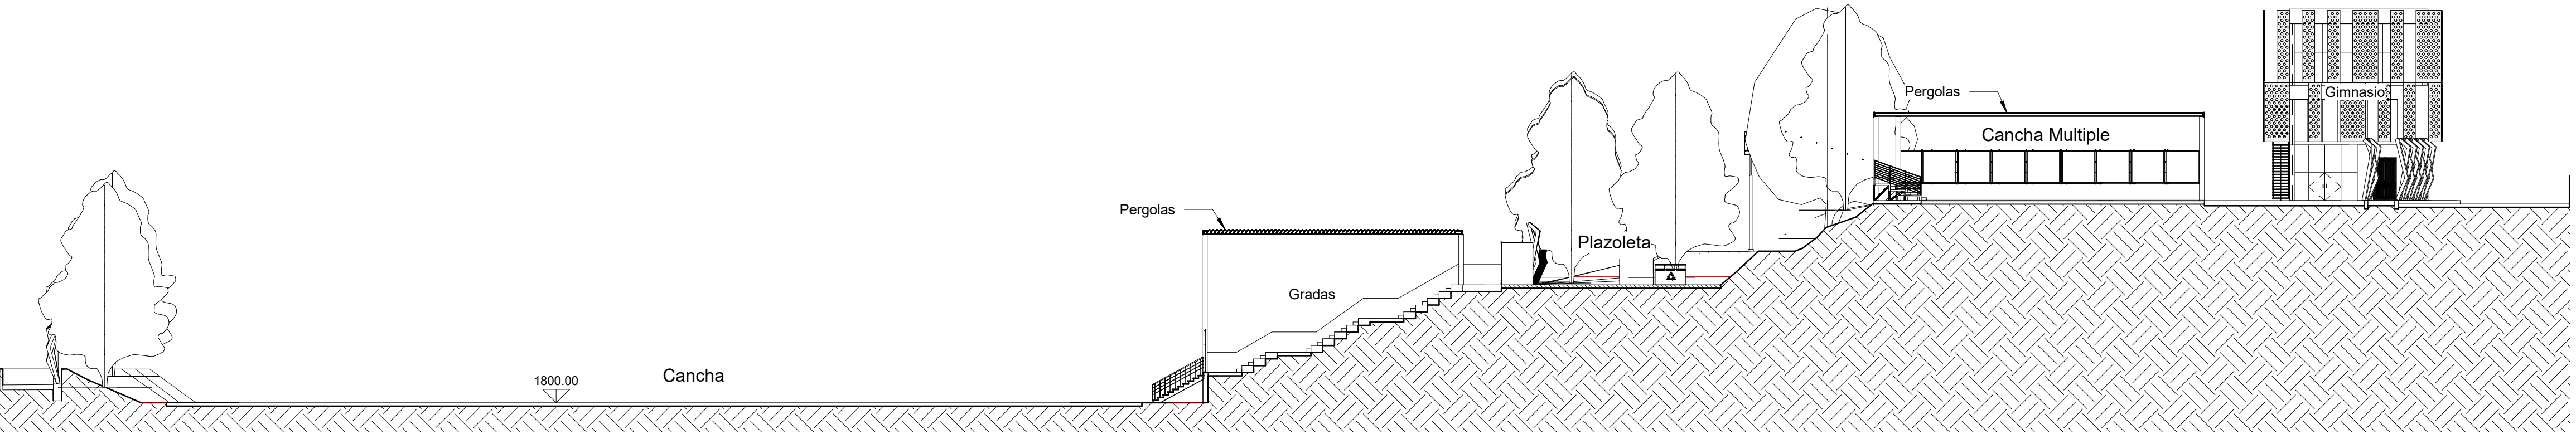 Pergolas
Gimnasio
Cancha Multiple
Pergolas
Plazoleta
Gradas
Cancha
1800.00